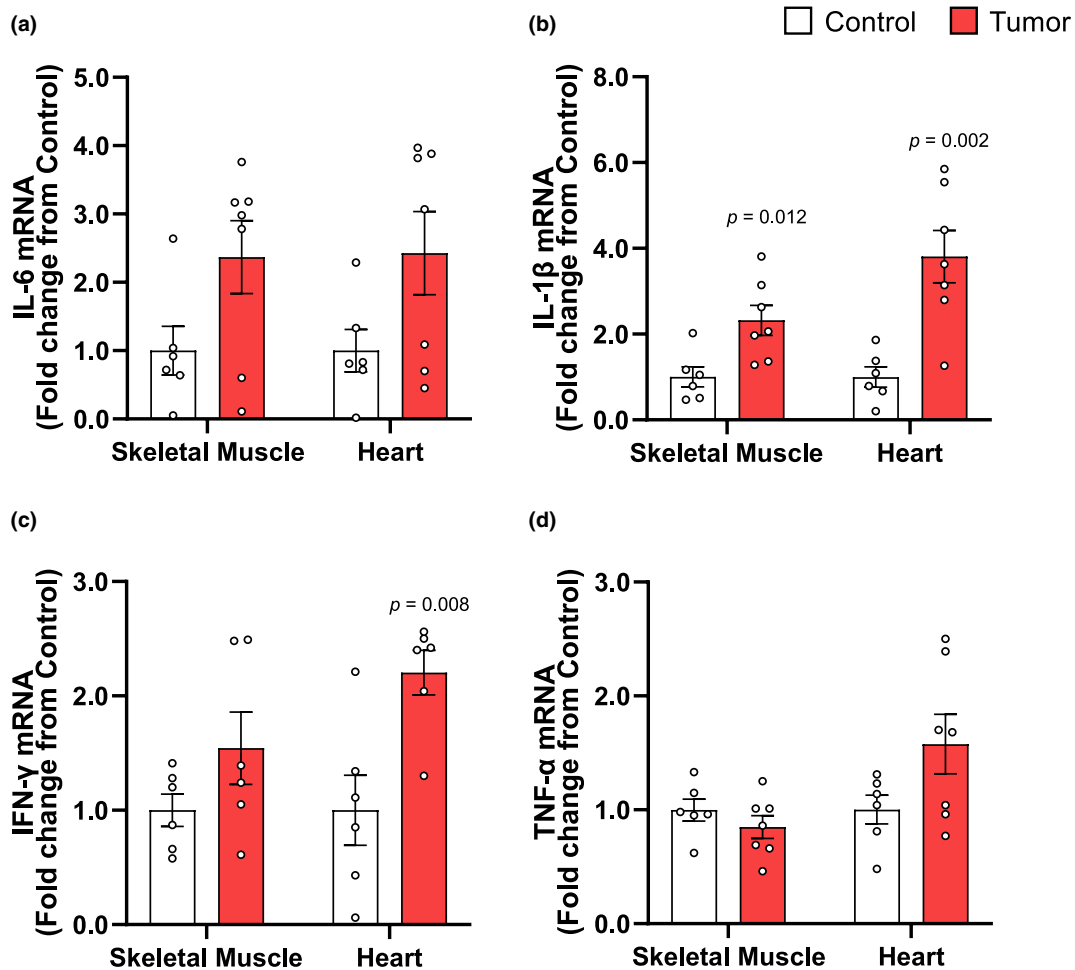 (a)
(b)
Control
Tumor
IL-6 mRNA
(Fold change from Control)
5.0
4.0
3.0
2.0
1.0
0.0
Skeletal Muscle
Heart
IL-1β mRNA
(Fold change from Control)
8.0
6.0
4.0
2.0
0.0
p = 0.012
p = 0.002
Skeletal Muscle
Heart
(c)
(d)
IFN-γ mRNA
(Fold change from Control)
3.0
2.0
1.0
0.0
p = 0.008
Skeletal Muscle
Heart
TNF-α mRNA
(Fold change from Control)
3.0
2.0
1.0
0.0
Skeletal Muscle
Heart